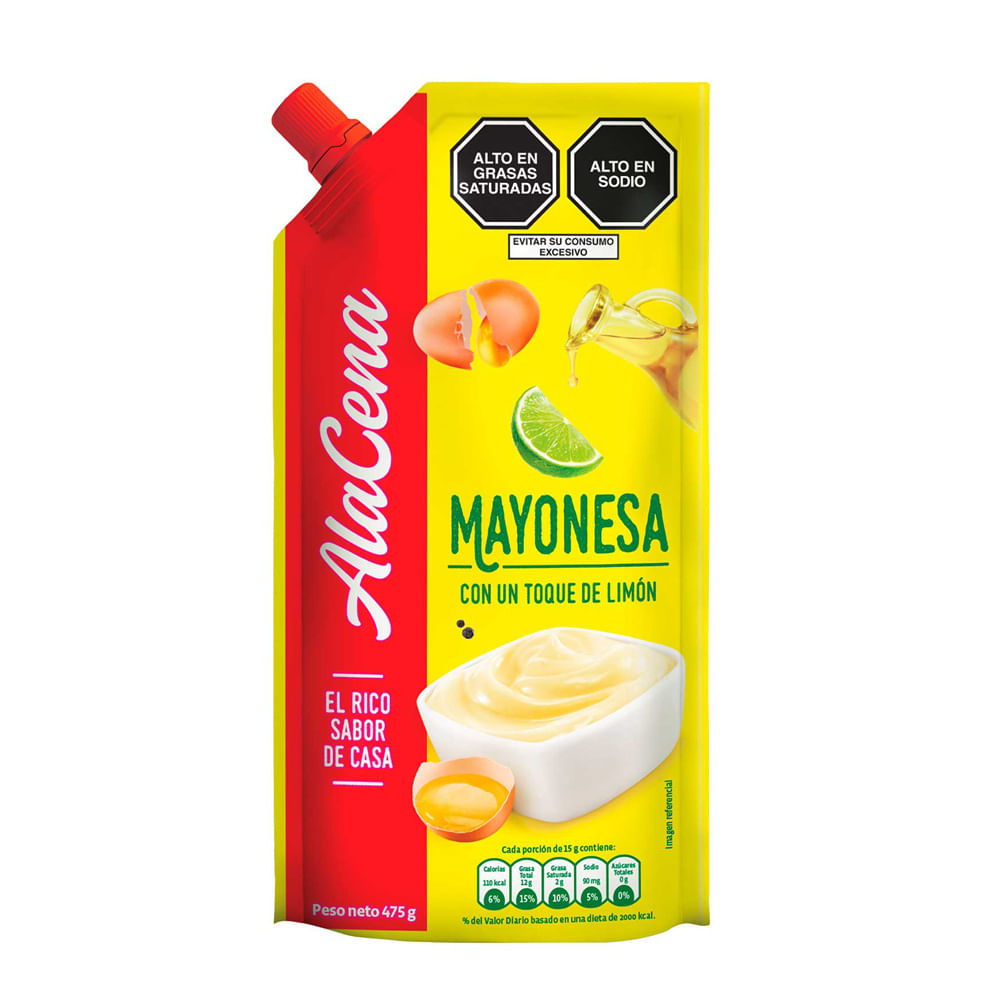 ALTO EN
GRASAS
SATURADAS
ALTO EN
SODIO
EVITAR SU CONSUMO
EXCESIVO
AlaCena
EL RICO
SABOR
DE CASA
MAYONESA
CON UN TOQUE DE LIMÓN
Imagen referencial
Cada porción de 15 g contiene:
Calorías
110 kcal
6%
Grasa
Total
12g
15%
Grasa
Saturada
2g
10%
Sodio
90 mg
5%
Azúcares
Totales
0g
0%
% del Valor Diario basado en una dieta de 2000 kcal.
Peso neto 475 g